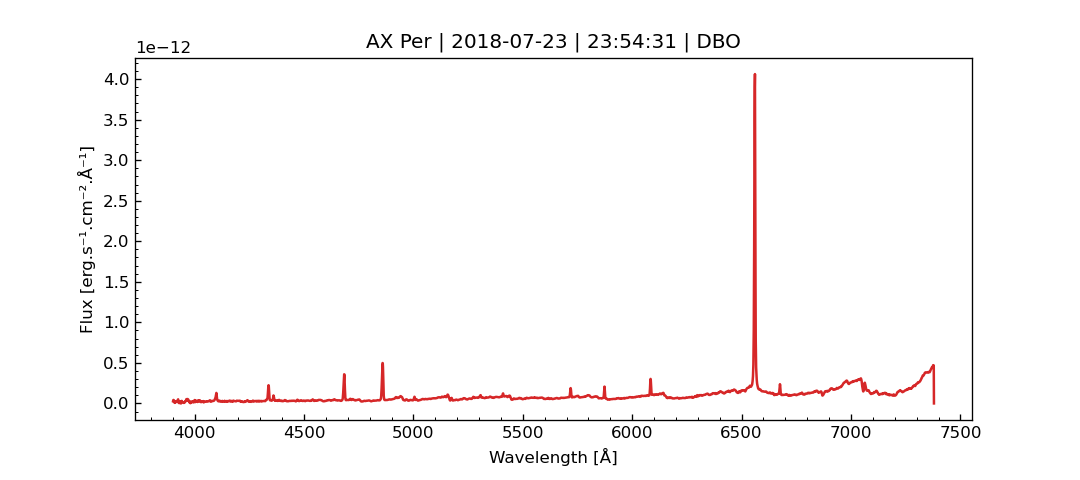 AX Per | 2018-07-23 | 23:54:31 | DBO
1e−12
4.0
3.5
3.0
2.5
2.0
1.5
1.0
0.5
0.0
Flux [erg.s⁻¹.cm⁻².Å⁻¹]
4000 4500 5000 5500 6000 6500 7000 7500
Wavelength [Å]